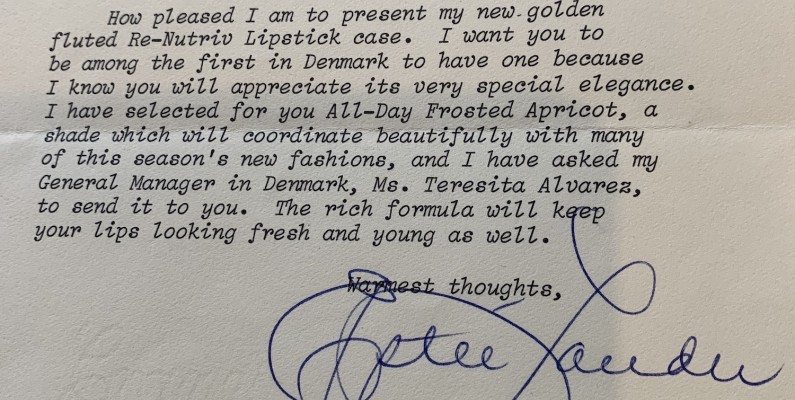 How pleased I am to present my new golden
fluted Re-Nutriv Lipstick case.  I want you to
be among the first in Denmark to have one because
I know you will appreciate its very special elegance.
I have selected for you All-Day Frosted Apricot, a
shade which will coordinate beautifully with many
of this season's new fashions, and I have asked my
General Manager in Denmark, Ms. Teresita Alvarez,
to send it to you.  The rich formula will keep
your lips looking fresh and young as well.
Warmest thoughts,
Estee Lauder